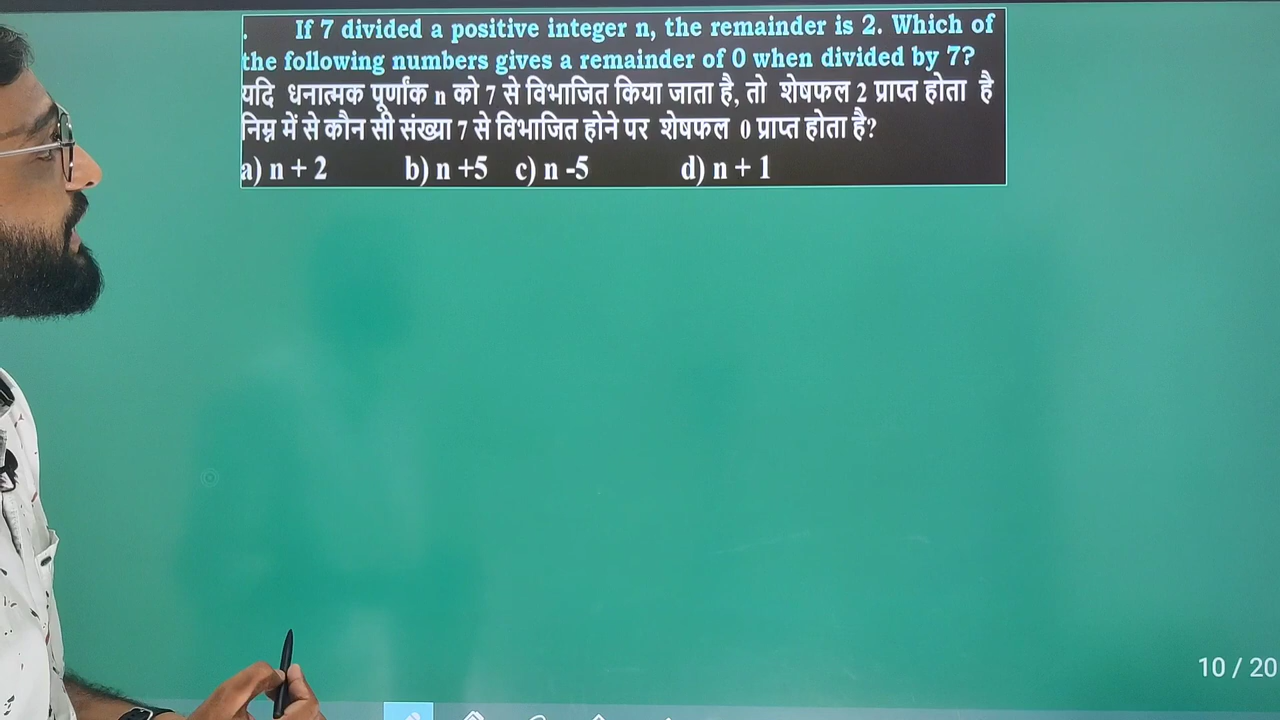 . If 7 divided a positive integer n, the remainder is 2. Which of
the following numbers gives a remainder of 0 when divided by 7?
यदि धनात्मक पूर्णांक n को 7 से विभाजित किया जाता है, तो शेषफल 2 प्राप्त होता है
निम्न में से कौन सी संख्या 7 से विभाजित होने पर शेषफल 0 प्राप्त होता है?
a) n + 2 b) n +5 c) n -5 d) n + 1
10 / 20